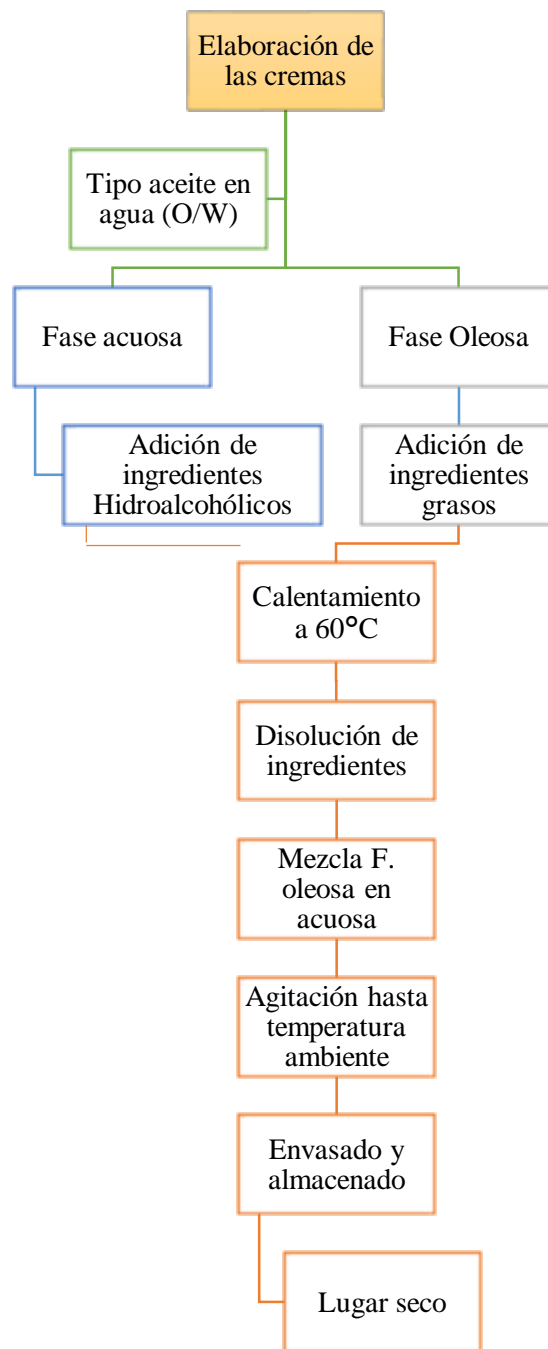 Elaboración de
las cremas
Tipo aceite en
agua (O/W)
Fase acuosa
Fase Oleosa
Adición de
ingredientes
Hidroalcohólicos
Adición de
ingredientes
grasos
Calentamiento
a 60°C
Disolución de
ingredientes
Mezcla F.
oleosa en
acuosa
Agitación hasta
temperatura
ambiente
Envasado y
almacenado
Lugar seco